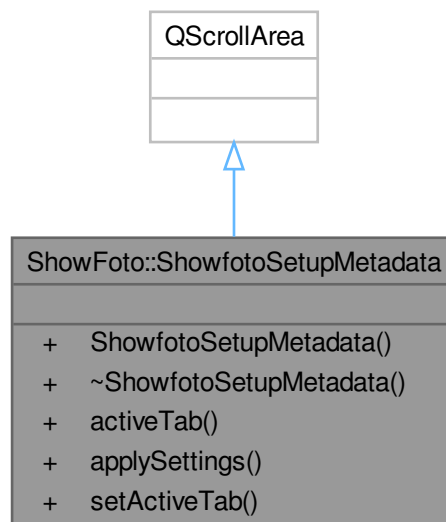 QScrollArea
ShowFoto::ShowfotoSetupMetadata
+ ShowfotoSetupMetadata()
+ ~ShowfotoSetupMetadata()
+ activeTab()
+ applySettings()
+ setActiveTab()